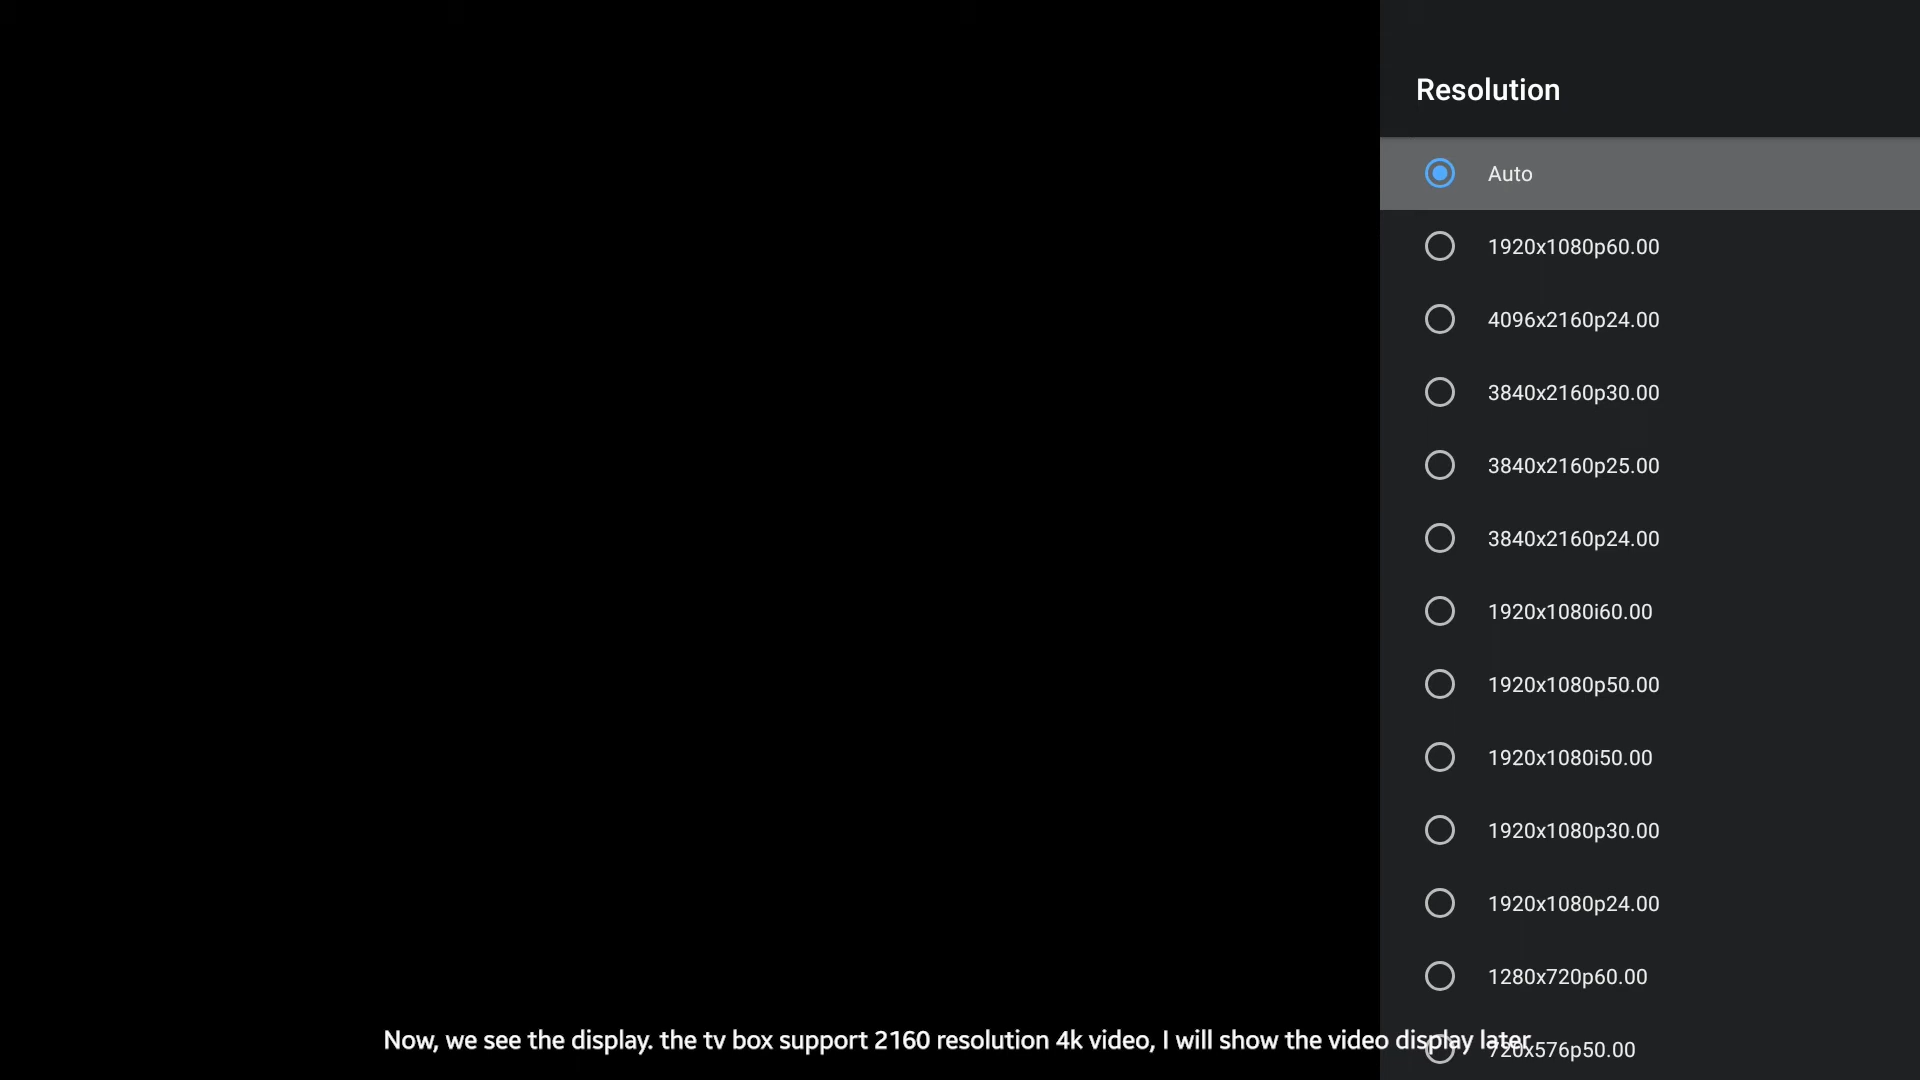 Resolution
Auto
1920x1080p60.00
4096x2160p24.00
3840x2160p30.00
3840x2160p25.00
3840x2160p24.00
1920x1080i60.00
1920x1080p50.00
1920x1080i50.00
1920x1080p30.00
1920x1080p24.00
1280x720p60.00
720x576p50.00
Now, we see the display. the tv box support 2160 resolution 4k video, I will show the video display later